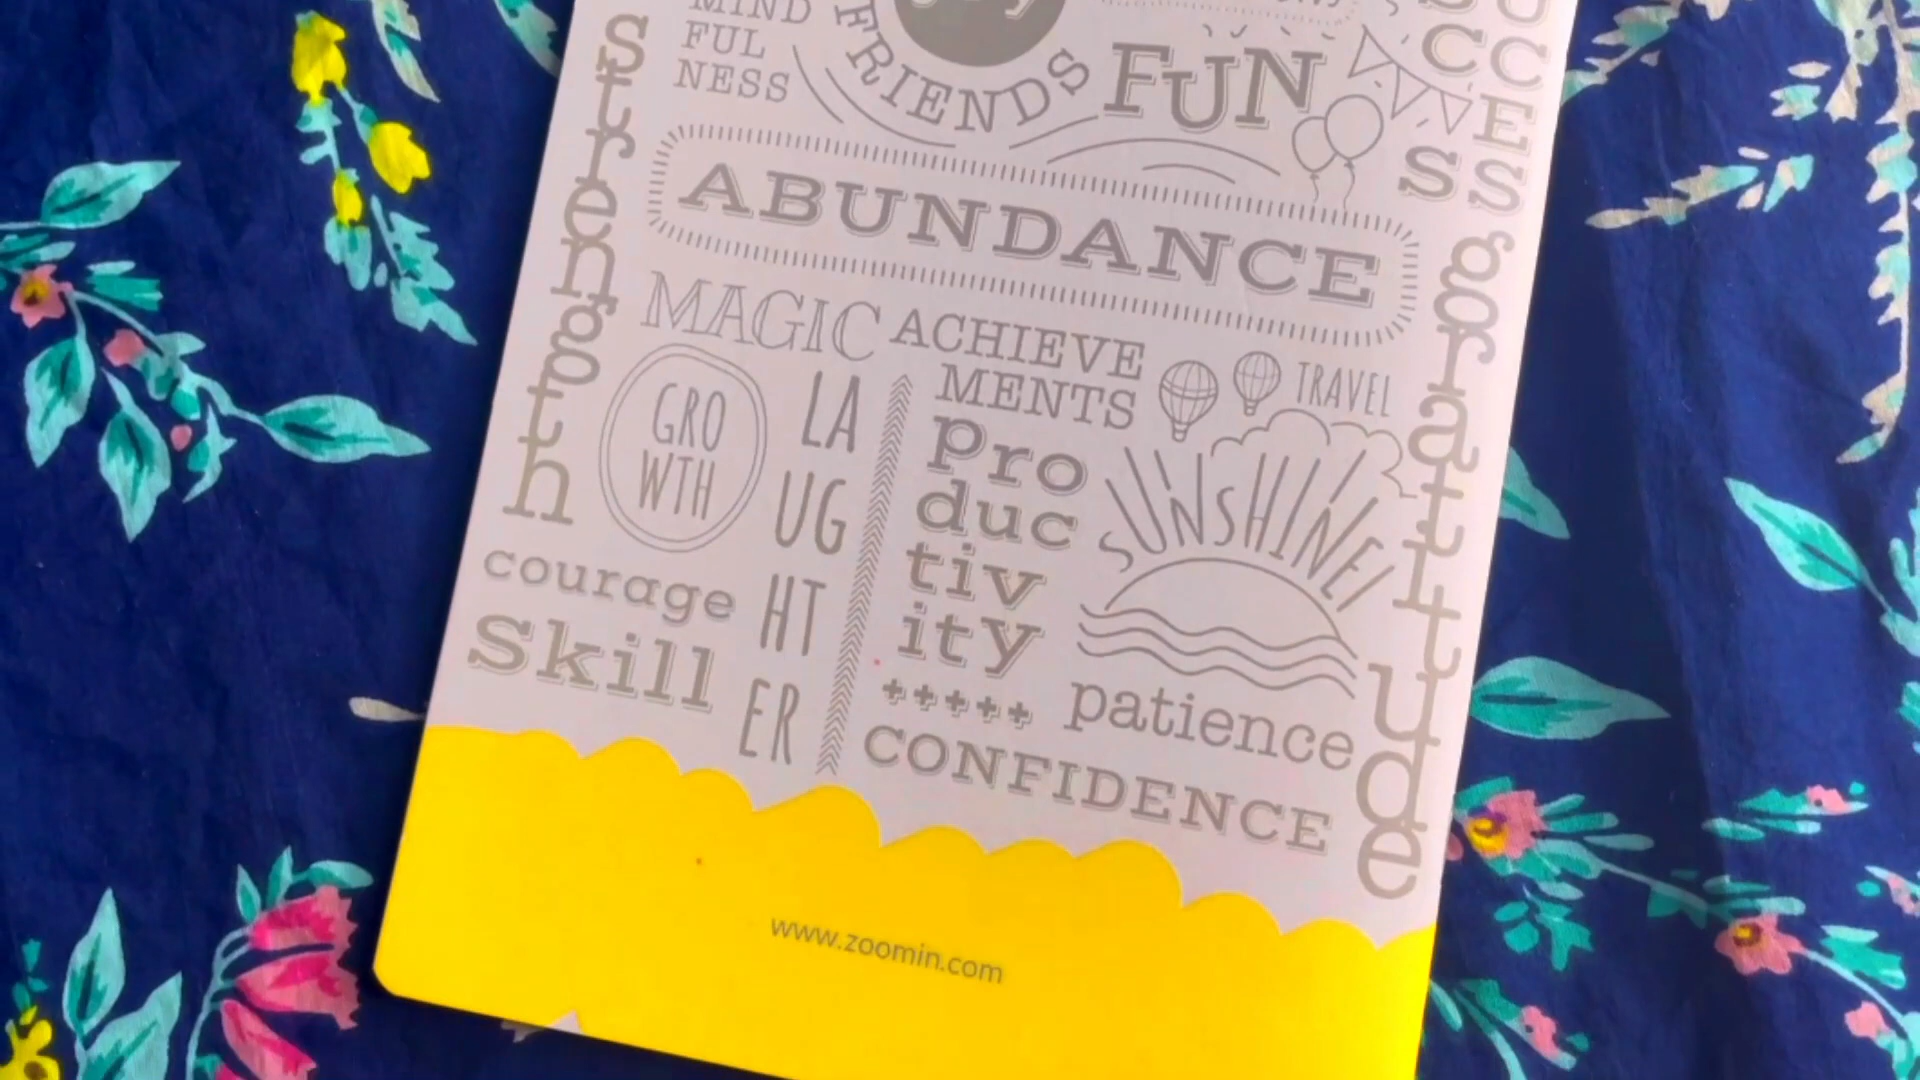 MIND
FUL
NESS
FRIENDS
FUN
SUCCESS
strength
ABUNDANCE
gratitude
MAGIC
ACHIEVE
MENTS
TRAVEL
GRO
WTH
LA
UG
HT
ER
pro
duc
tiv
ity
SUNSHINE!
courage
Skill
patience
CONFIDENCE
www.zoomin.com